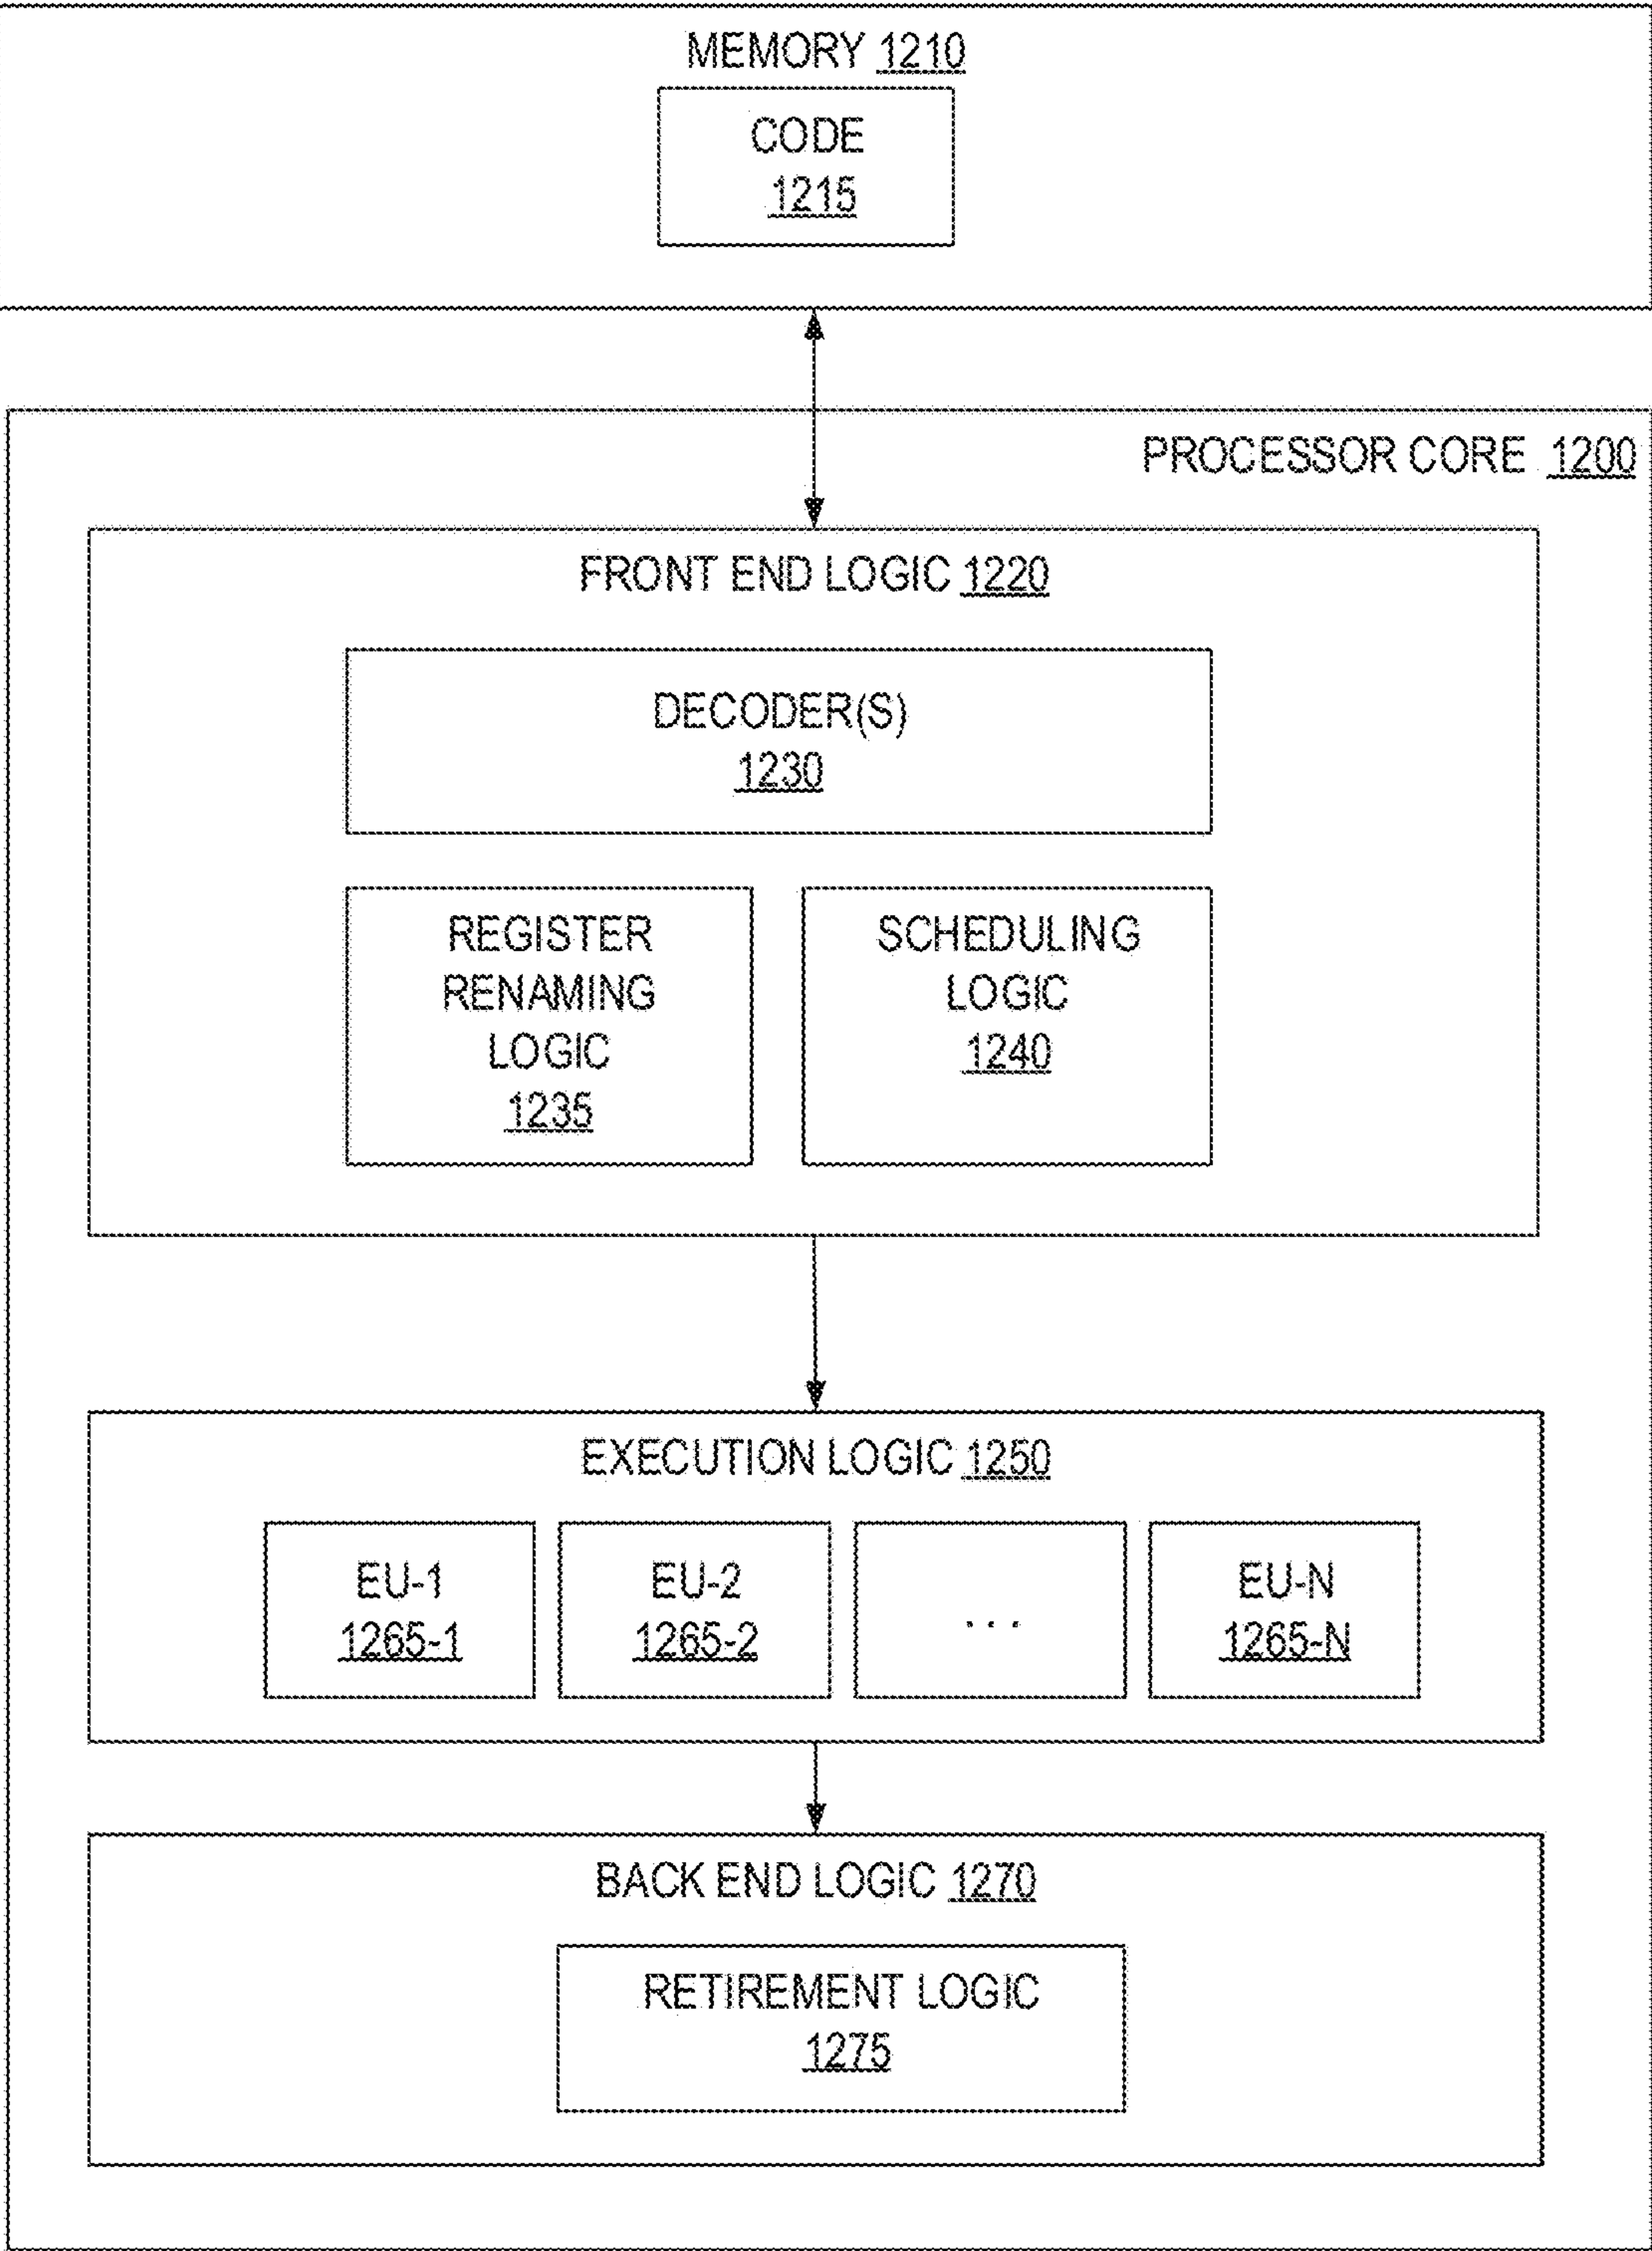 MEMORY 1210
CODE
1215
PROCESSOR CORE 1200
FRONT END LOGIC 1220
DECODER(S)
1230
REGISTER
RENAMING
LOGIC
1235
SCHEDULING
LOGIC
1240
EXECUTION LOGIC 1250
EU-1
1265-1
EU-2
1265-2
...
EU-N
1265-N
BACK END LOGIC 1270
RETIREMENT LOGIC
1275